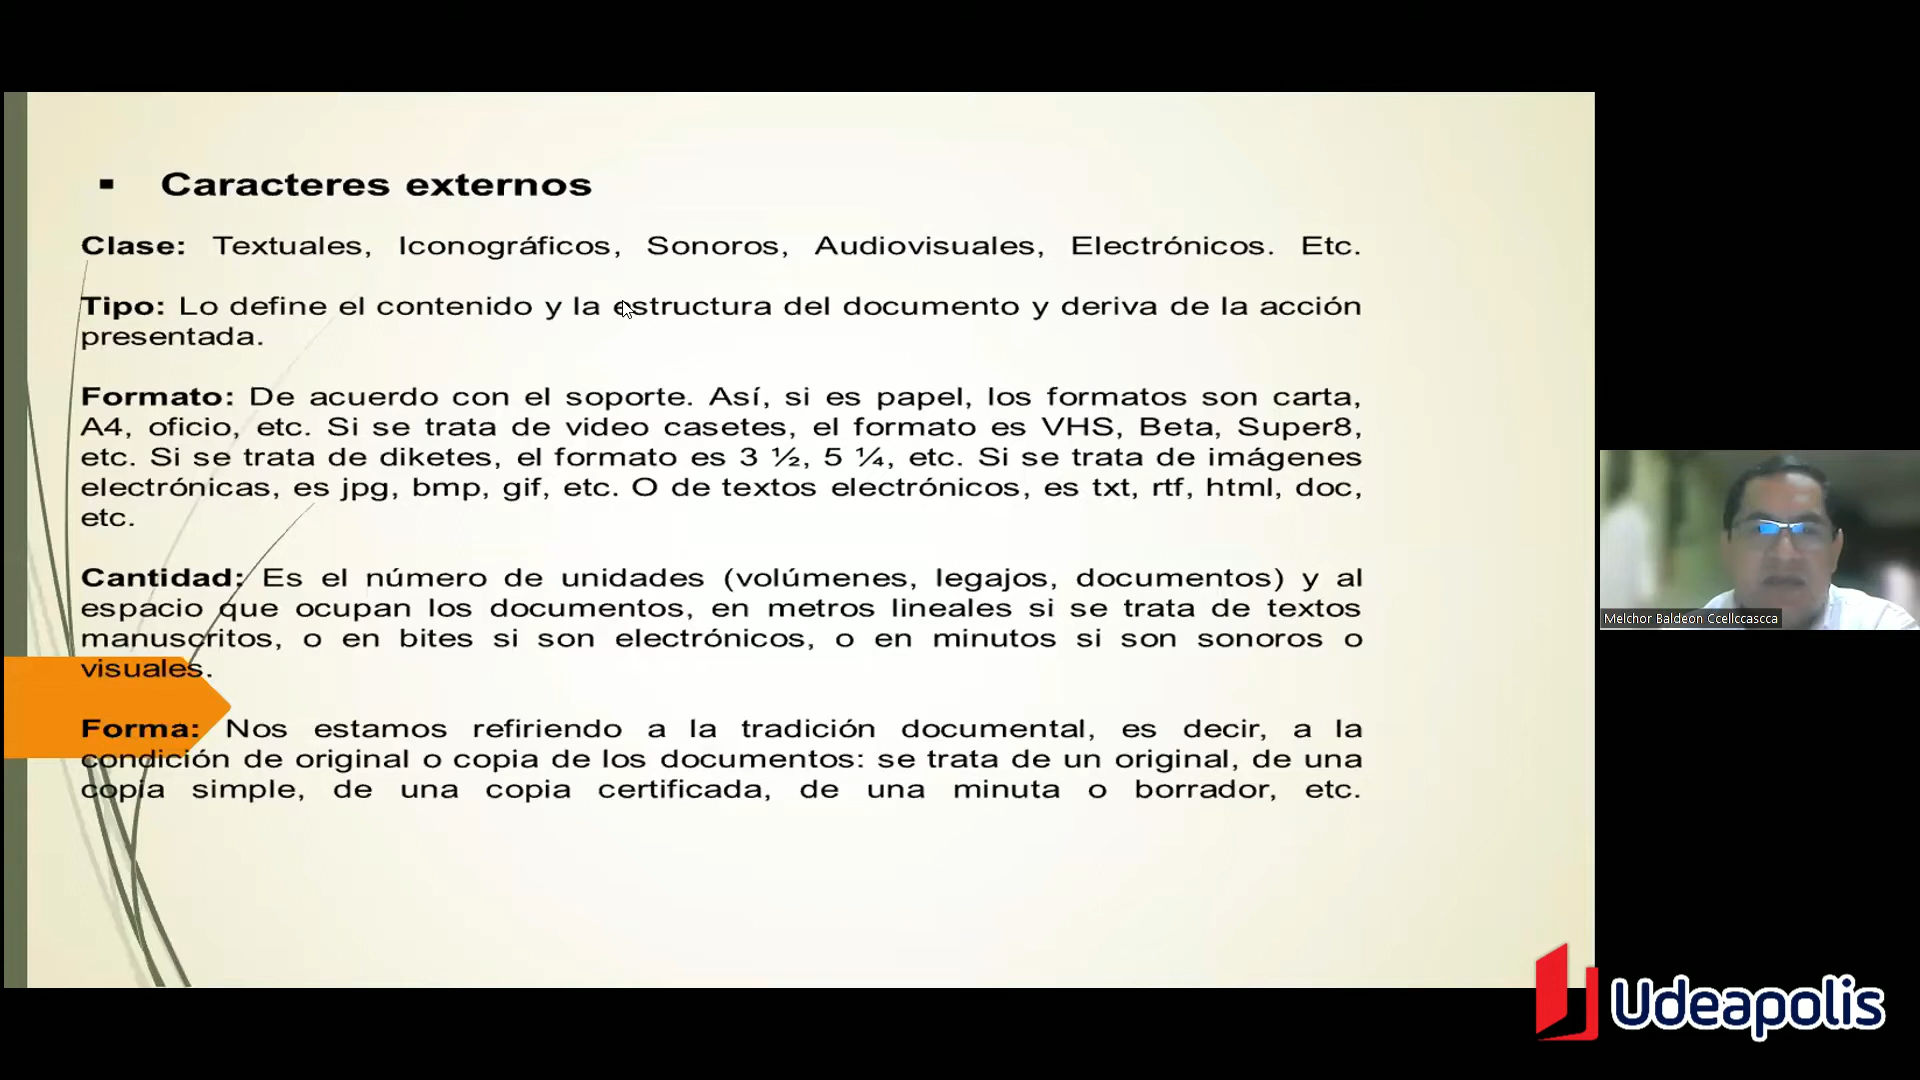 ▪ Caracteres externos
Clase: Textuales, Iconográficos, Sonoros, Audiovisuales, Electrónicos. Etc.
Tipo: Lo define el contenido y la estructura del documento y deriva de la acción
presentada.
Formato: De acuerdo con el soporte. Así, si es papel, los formatos son carta,
A4, oficio, etc. Si se trata de video casetes, el formato es VHS, Beta, Super8,
etc. Si se trata de diketes, el formato es 3 ½, 5 ¼, etc. Si se trata de imágenes
electrónicas, es jpg, bmp, gif, etc. O de textos electrónicos, es txt, rtf, html, doc,
etc.
Cantidad: Es el número de unidades (volúmenes, legajos, documentos) y al
espacio que ocupan los documentos, en metros lineales si se trata de textos
manuscritos, o en bites si son electrónicos, o en minutos si son sonoros o
visuales.
Forma: Nos estamos refiriendo a la tradición documental, es decir, a la
condición de original o copia de los documentos: se trata de un original, de una
copia simple, de una copia certificada, de una minuta o borrador, etc.
Melchor Baldeon Ccellccascca
Udeapolis